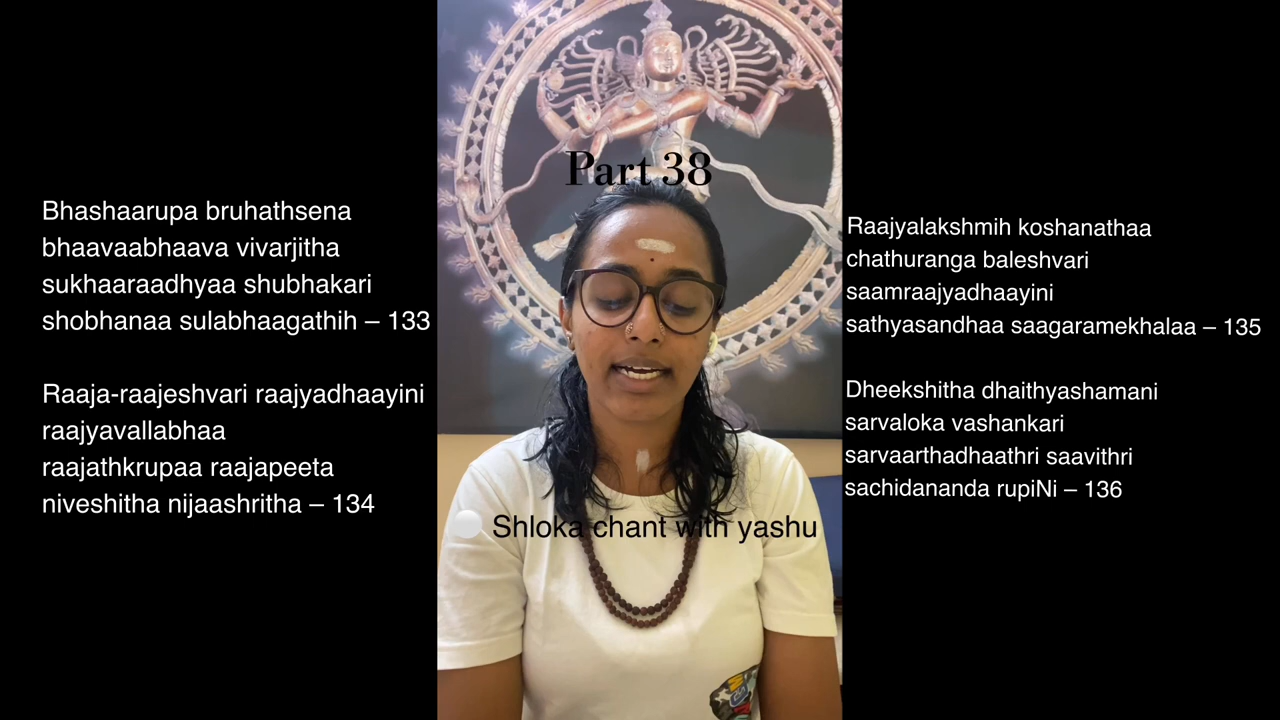 Part 38
Bhashaarupa bruhathsena
bhaavaabhaava vivarjitha
sukhaaraadhyaa shubhakari
shobhanaa sulabhaagathih – 133
Raaja-raajeshvari raajyadhaayini
raajyavallabhaa
raajathkrupaa raajapeeta
niveshitha nijaashritha – 134
Raajyalakshmih koshanathaa
chathuranga baleshvari
saamraajyadhaayini
sathyasandhaa saagaramekhalaa – 135
Dheekshitha dhaithyashamani
sarvaloka vashankari
sarvaarthadhaathri saavithri
sachidananda rupiNi – 136
Shloka chant with yashu